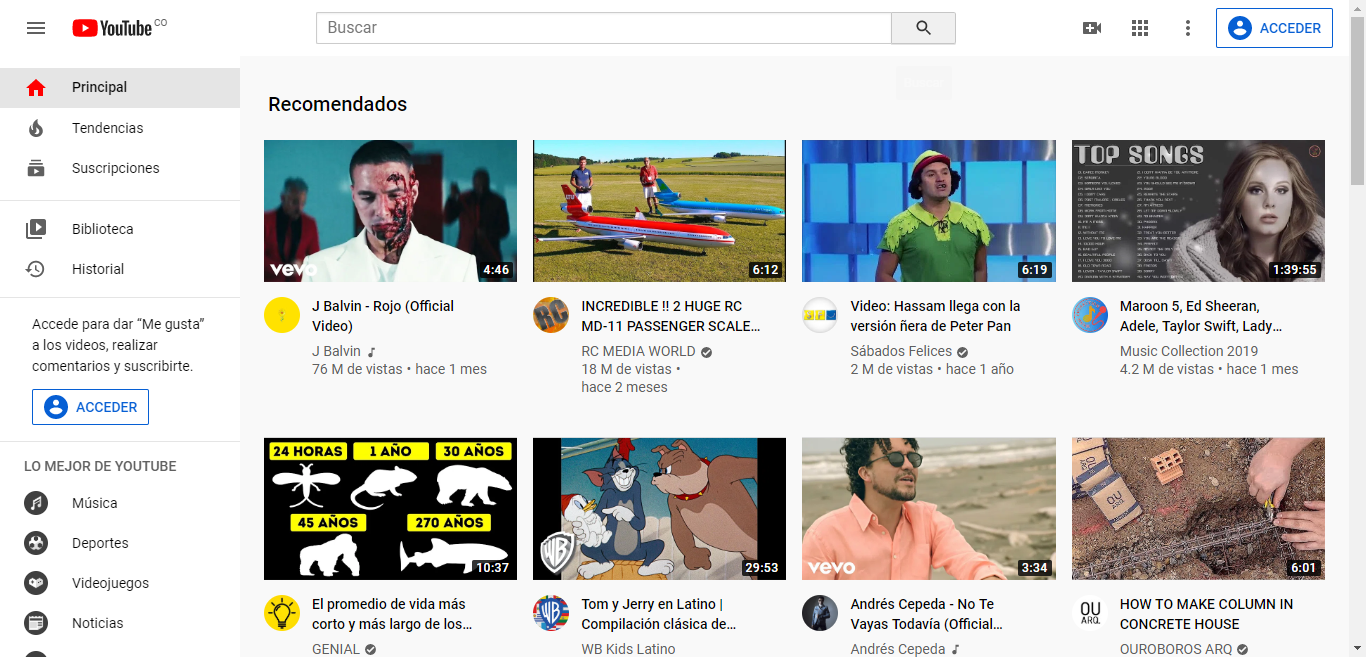 YouTube CO
Buscar
ACCEDER
Principal
Tendencias
Suscripciones
Biblioteca
Historial
Accede para dar “Me gusta”
a los videos, realizar
comentarios y suscribirte.
ACCEDER
LO MEJOR DE YOUTUBE
Música
Deportes
Videojuegos
Noticias
Recomendados
vevo
4:46
6:12
6:19
TOP SONGS
1:39:55
J Balvin - Rojo (Official
Video)
J Balvin
76 M de vistas • hace 1 mes
RC
INCREDIBLE !! 2 HUGE RC
MD-11 PASSENGER SCALE...
RC MEDIA WORLD
18 M de vistas •
hace 2 meses
Video: Hassam llega con la
versión ñera de Peter Pan
Sábados Felices
2 M de vistas • hace 1 año
Maroon 5, Ed Sheeran,
Adele, Taylor Swift, Lady...
Music Collection 2019
4.2 M de vistas • hace 1 mes
24 HORAS
1 AÑO
30 AÑOS
45 AÑOS
270 AÑOS
10:37
WB
29:53
vevo
3:34
OU
ARQ.
6:01
El promedio de vida más
corto y más largo de los...
GENIAL
WB
Tom y Jerry en Latino |
Compilación clásica de...
WB Kids Latino
Andrés Cepeda - No Te
Vayas Todavía (Official...
Andrés Cepeda
OU
ARQ.
HOW TO MAKE COLUMN IN
CONCRETE HOUSE
OUROBOROS ARQ